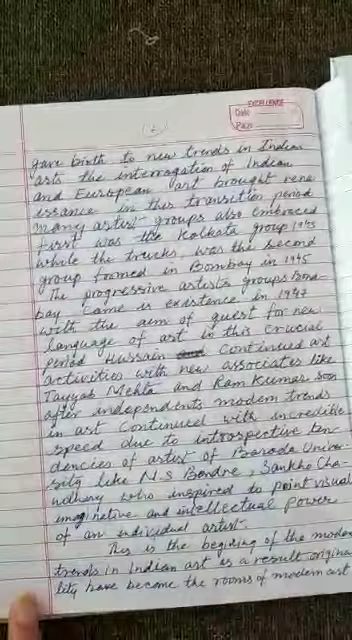 EXCELLENCE
Date
Page
gave birth to new trends in Indian
arts the interrogation of Indian
and European art brought rena
issance in this transition period
many artist groups also embraced
first was the Kolkata group 1945
while the trucks, was the second
group formed in Bombay in 1945
The progressive artists groups Bom-
bay came is existence in 1947
with the aim of quest for new
language of art in this crucial
period Hussain continued art
activities with new associates like
Tayyab Mehta and Ram Kumar soon
after independents modern trends
in art continued with incredible
speed due to introspective ten
dencies of artist of Baroda Univer-
sity like N.S Bendre, Sankho Cha-
udhary who inspired to point visual
imaginative and intellectual power
of an individual artist.
This is the begining of the modern
trends in Indian art as a result origina
lity have become the rooms of modern art